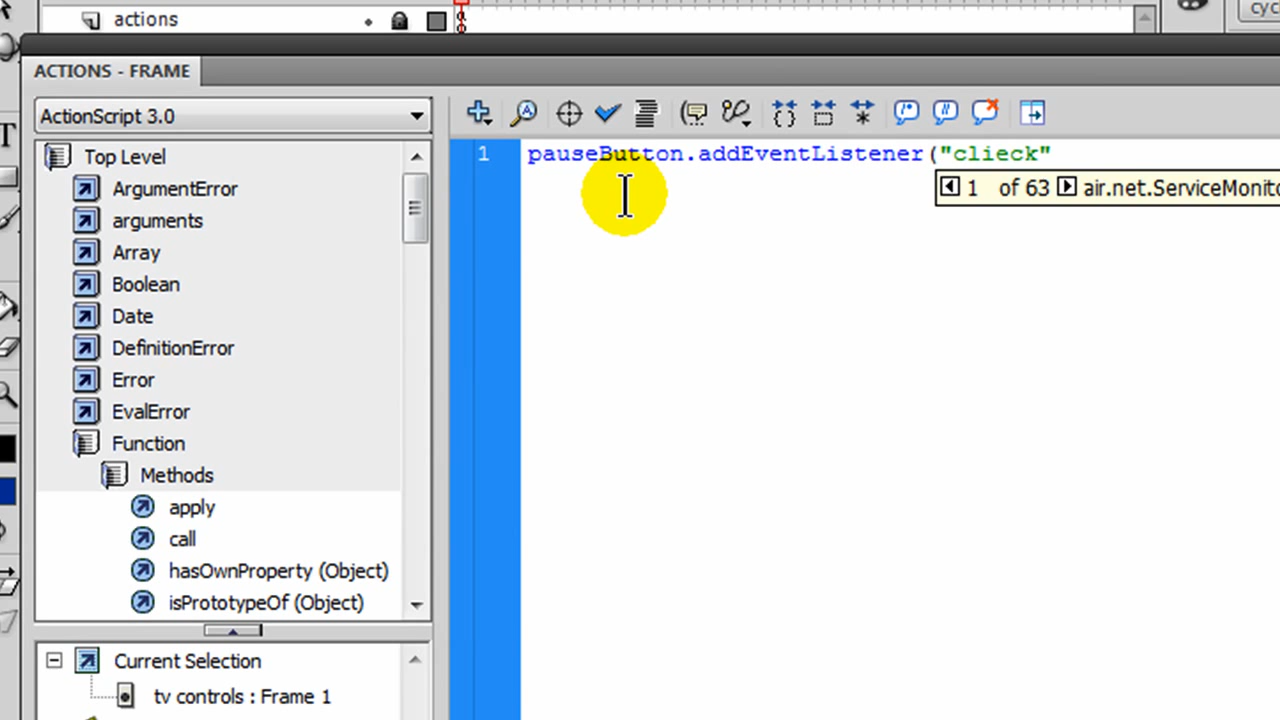 actions
cyc
ACTIONS - FRAME
ActionScript 3.0
T
Top Level
ArgumentError
arguments
Array
Boolean
Date
DefinitionError
Error
EvalError
Function
Methods
apply
call
hasOwnProperty (Object)
isPrototypeOf (Object)
Current Selection
tv controls : Frame 1
1 pauseButton.addEventListener("clieck"
1 of 63 air.net.ServiceMonito